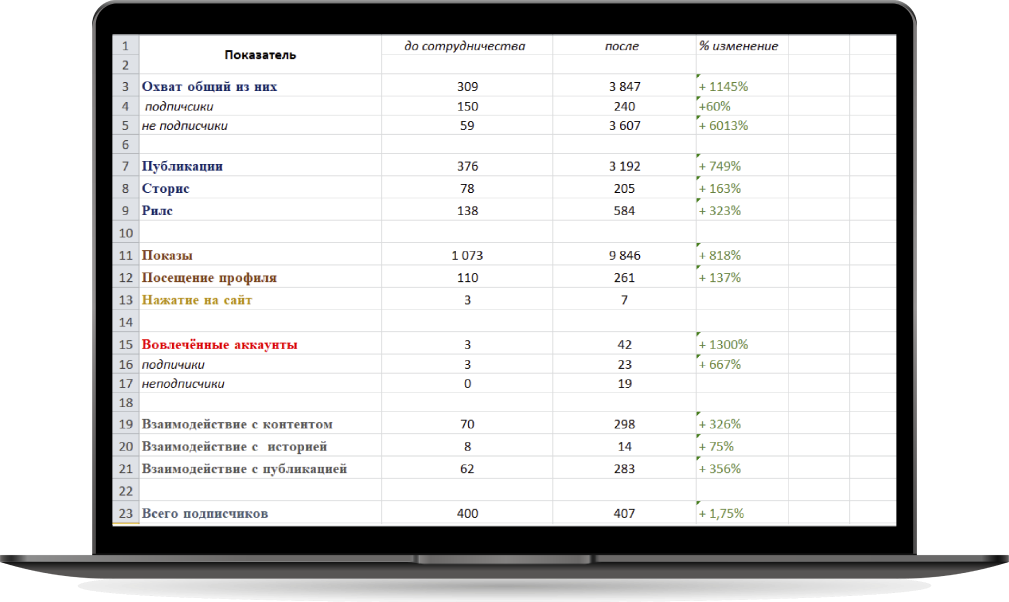 1 до сотрудничества после % изменение
Показатель
2
3 Охват общий из них 309 3 847 + 1145%
4 подпичсики 150 240 +60%
5 не подписчики 59 3 607 + 6013%
6
7 Публикации 376 3 192 + 749%
8 Сторис 78 205 + 163%
9 Рилс 138 584 + 323%
10
11 Показы 1 073 9 846 + 818%
12 Посещение профиля 110 261 + 137%
13 Нажатие на сайт 3 7
14
15 Вовлечённые аккаунты 3 42 + 1300%
16 подпичики 3 23 + 667%
17 неподписчики 0 19
18
19 Взаимодействие с контентом 70 298 + 326%
20 Взаимодействие с историей 8 14 + 75%
21 Взаимодействие с публикацией 62 283 + 356%
22
23 Всего подписчиков 400 407 + 1,75%